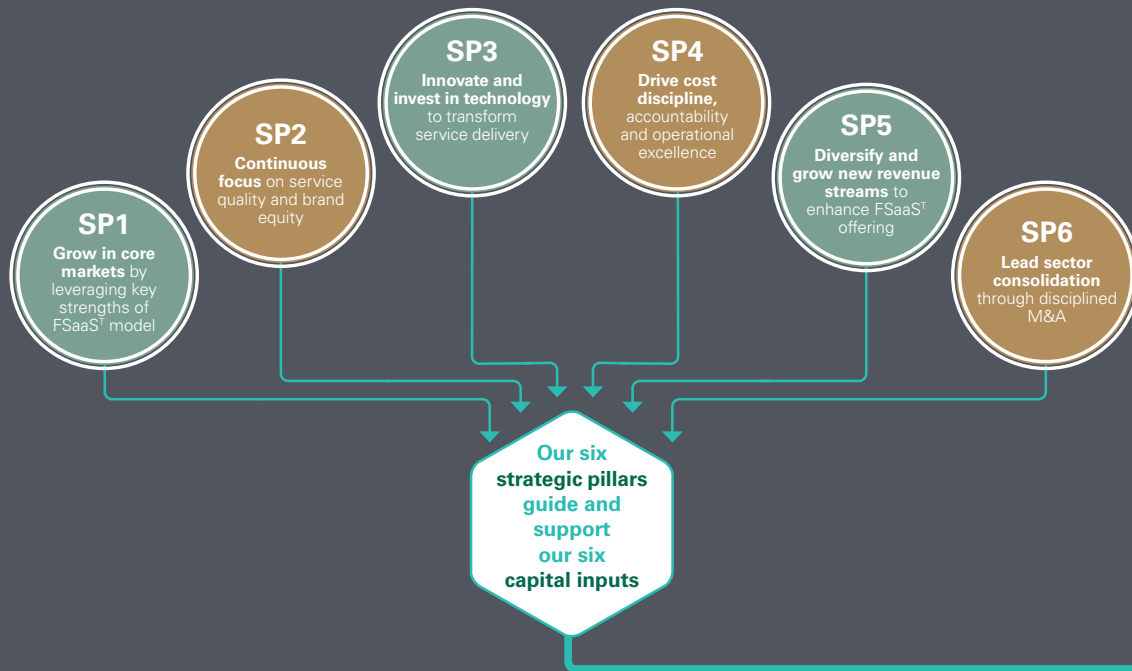 SP1
Grow in core
markets by
leveraging key
strengths of
FSaaSᵀ model
SP2
Continuous
focus on service
quality and brand
equity
SP3
Innovate and
invest in technology
to transform
service delivery
SP4
Drive cost
discipline,
accountability
and operational
excellence
SP5
Diversify and
grow new revenue
streams to
enhance FSaaSᵀ
offering
SP6
Lead sector
consolidation
through disciplined
M&A
Our six
strategic pillars
guide and
support
our six
capital inputs